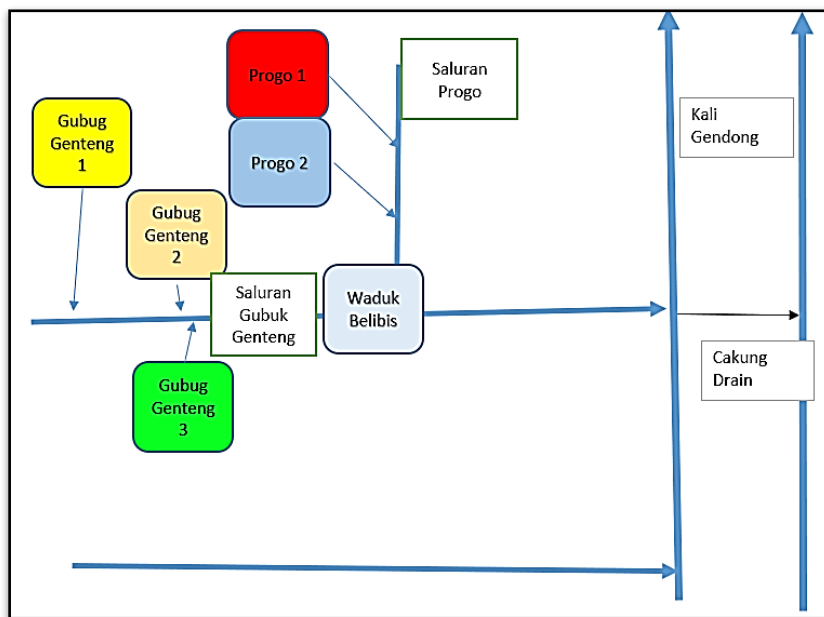 Progo 1
Saluran
Progo
Kali
Gendong
Gubug
Genteng
1
Progo 2
Gubug
Genteng
2
Saluran
Gubuk
Genteng
Waduk
Belibis
Cakung
Drain
Gubug
Genteng
3